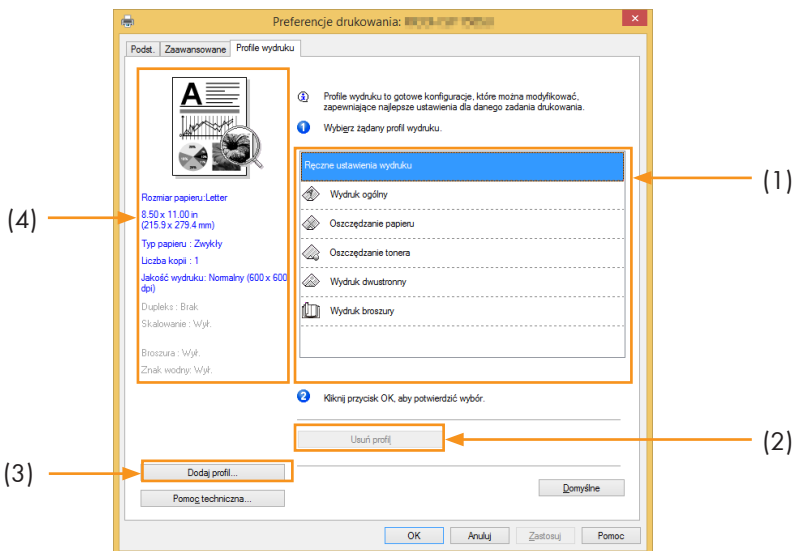 Preferencje drukowania:
Podst. Zaawansowane Profile wydruku
A
Profile wydruku to gotowe konfiguracje, które można modyfikować,
zapewniające najlepsze ustawienia dla danego zadania drukowania.
1 Wybierz żądany profil wydruku.
Ręczne ustawienia wydruku
(1)
Wydruk ogólny
Oszczędzanie papieru
Oszczędzanie tonera
Wydruk dwustronny
Wydruk broszury
(4)
Rozmiar papieru:Letter
8.50 x 11.00 in
(215.9 x 279.4 mm)
Typ papieru : Zwykły
Liczba kopii : 1
Jakość wydruku: Normalny (600 x 600
dpi)
Dupleks : Brak
Skalowanie : Wył.
Broszura : Wył.
Znak wodny: Wył.
2 Kliknij przycisk OK, aby potwierdzić wybór.
Usuń profil
(2)
(3)
Dodaj profil...
Pomoc techniczna...
Domyślne
OK Anuluj Zastosuj Pomoc